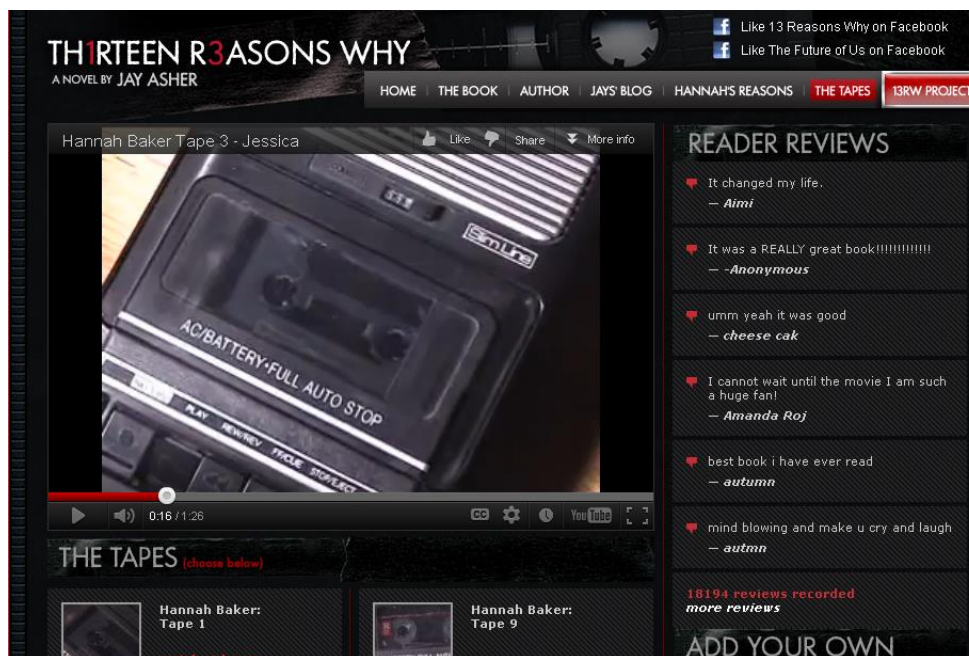 TH1RTEEN R3ASONS WHY
A NOVEL BY JAY ASHER
Like 13 Reasons Why on Facebook
Like The Future of Us on Facebook
HOME THE BOOK AUTHOR JAYS' BLOG HANNAH'S REASONS THE TAPES 13RW PROJECT
Hannah Baker Tape 3 - Jessica
Like Share More info
SlimLine
AC/BATTERY•FULL AUTO STOP
PLAY REW/REV FF/CUE STOP/EJECT
0:16 / 1:26
CC
YouTube
THE TAPES (choose below)
Hannah Baker:
Tape 1
Hannah Baker:
Tape 9
READER REVIEWS
It changed my life.
— Aimi
It was a REALLY great book!!!!!!!!!!!!!
— -Anonymous
umm yeah it was good
— cheese cak
I cannot wait until the movie I am such
a huge fan!
— Amanda Roj
best book i have ever read
— autumn
mind blowing and make u cry and laugh
— autmn
18194 reviews recorded
more reviews
ADD YOUR OWN